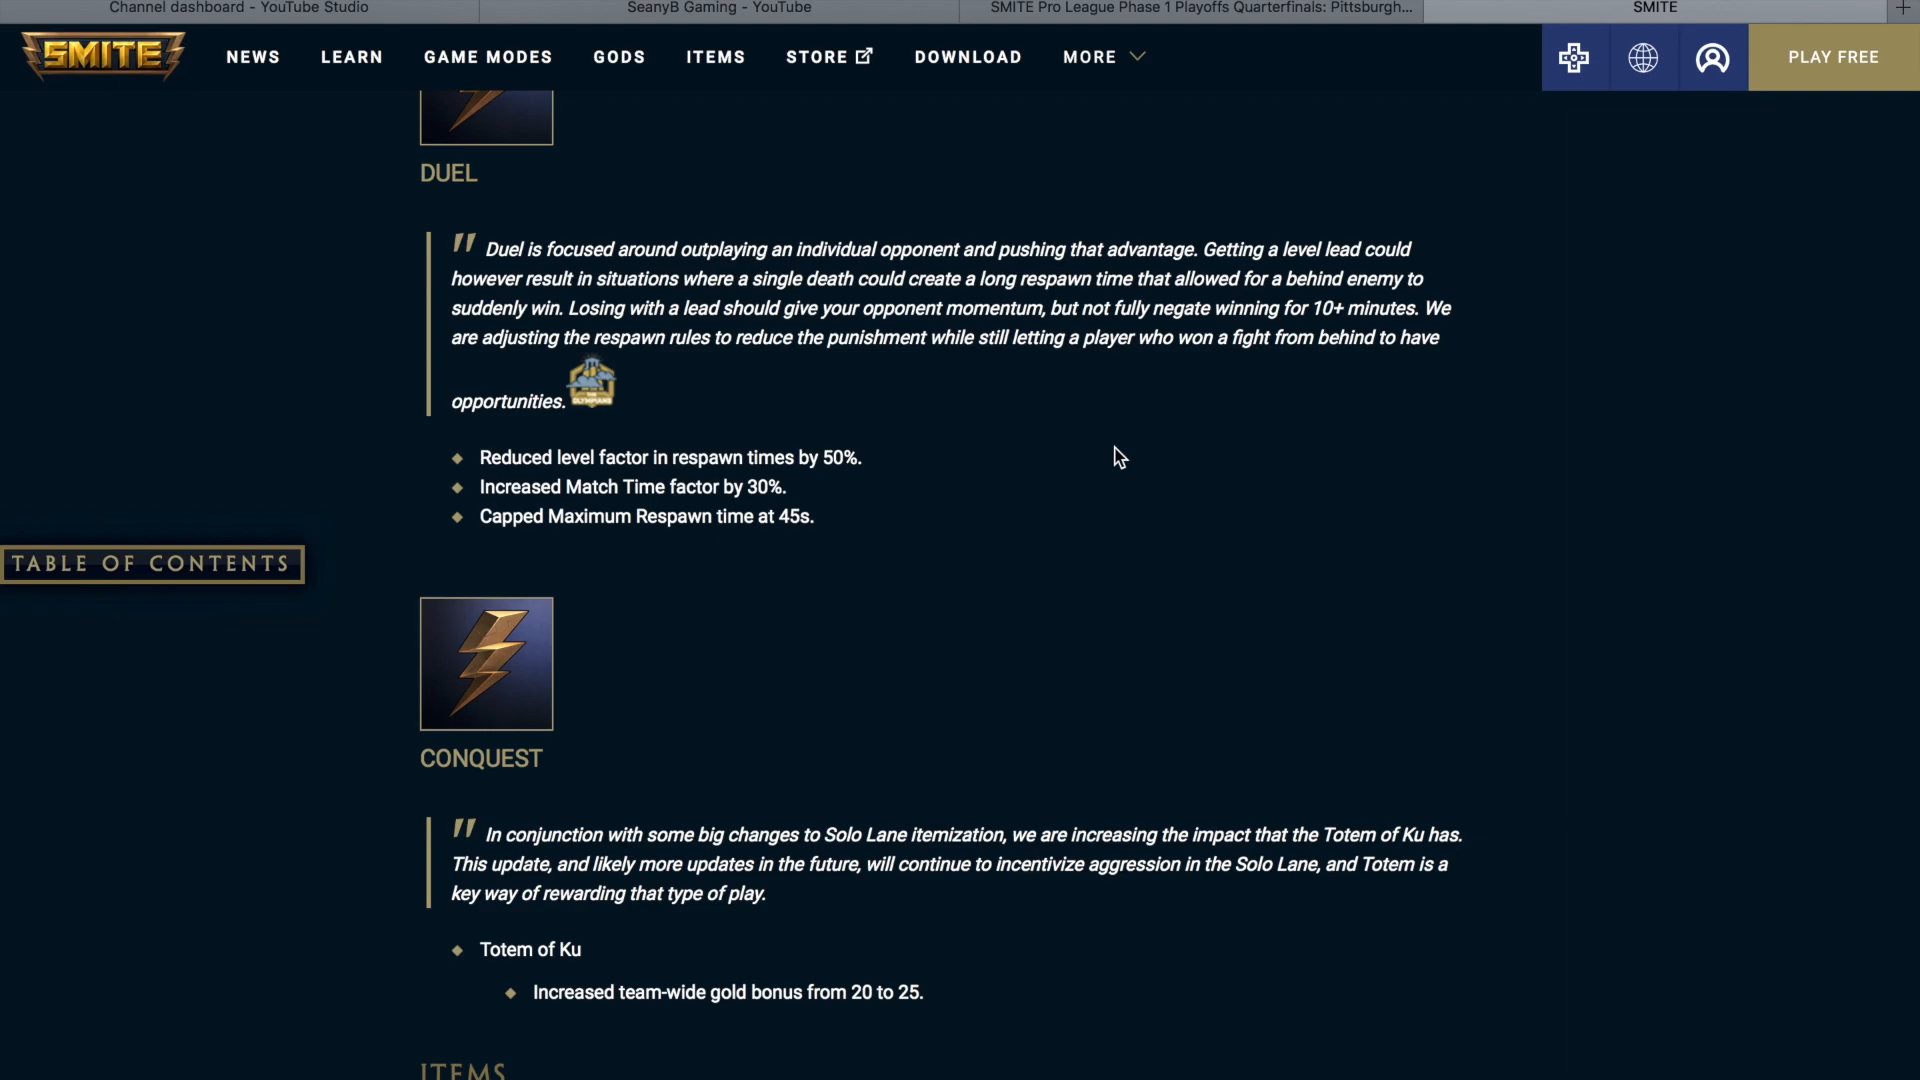 Channel dashboard - YouTube Studio
SeanyB Gaming - YouTube
SMITE Pro League Phase 1 Playoffs Quarterfinals: Pittsburgh...
SMITE
SMITE
NEWS
LEARN
GAME MODES
GODS
ITEMS
STORE
DOWNLOAD
MORE
PLAY FREE
DUEL
" Duel is focused around outplaying an individual opponent and pushing that advantage. Getting a level lead could
however result in situations where a single death could create a long respawn time that allowed for a behind enemy to
suddenly win. Losing with a lead should give your opponent momentum, but not fully negate winning for 10+ minutes. We
are adjusting the respawn rules to reduce the punishment while still letting a player who won a fight from behind to have
opportunities.
OLYMPIANS
Reduced level factor in respawn times by 50%.
Increased Match Time factor by 30%.
Capped Maximum Respawn time at 45s.
TABLE OF CONTENTS
CONQUEST
" In conjunction with some big changes to Solo Lane itemization, we are increasing the impact that the Totem of Ku has.
This update, and likely more updates in the future, will continue to incentivize aggression in the Solo Lane, and Totem is a
key way of rewarding that type of play.
Totem of Ku
Increased team-wide gold bonus from 20 to 25.
ITEMS